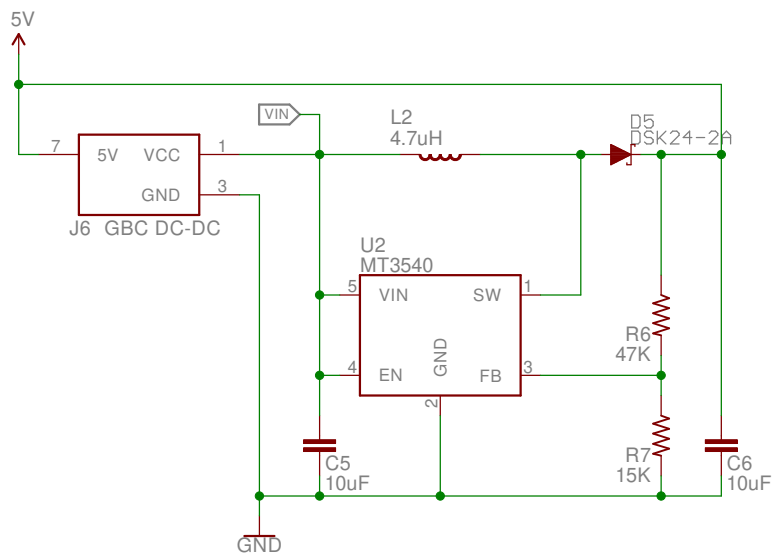 5V
VIN
L2
4.7uH
D5
DSK24-2A
7
5V
VCC
1
GND
3
J6 GBC DC-DC
U2
MT3540
5
VIN
SW
1
GND
4
EN
FB
3
2
R6
47K
R7
15K
C5
10uF
C6
10uF
GND